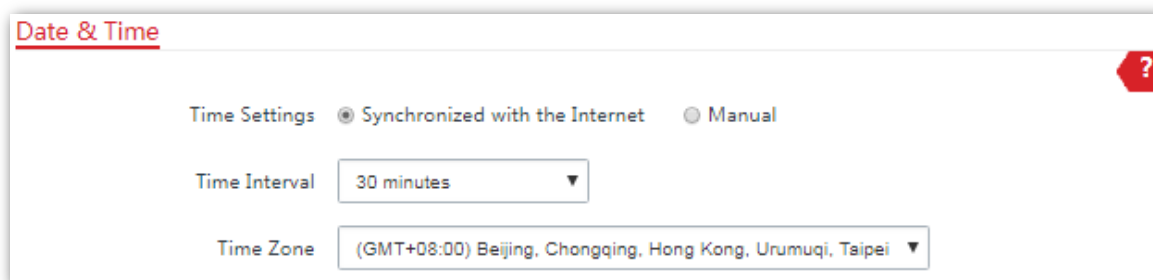 Date & Time
?
Time Settings Synchronized with the Internet Manual
Time Interval 30 minutes
Time Zone (GMT+08:00) Beijing, Chongqing, Hong Kong, Urumuqi, Taipei